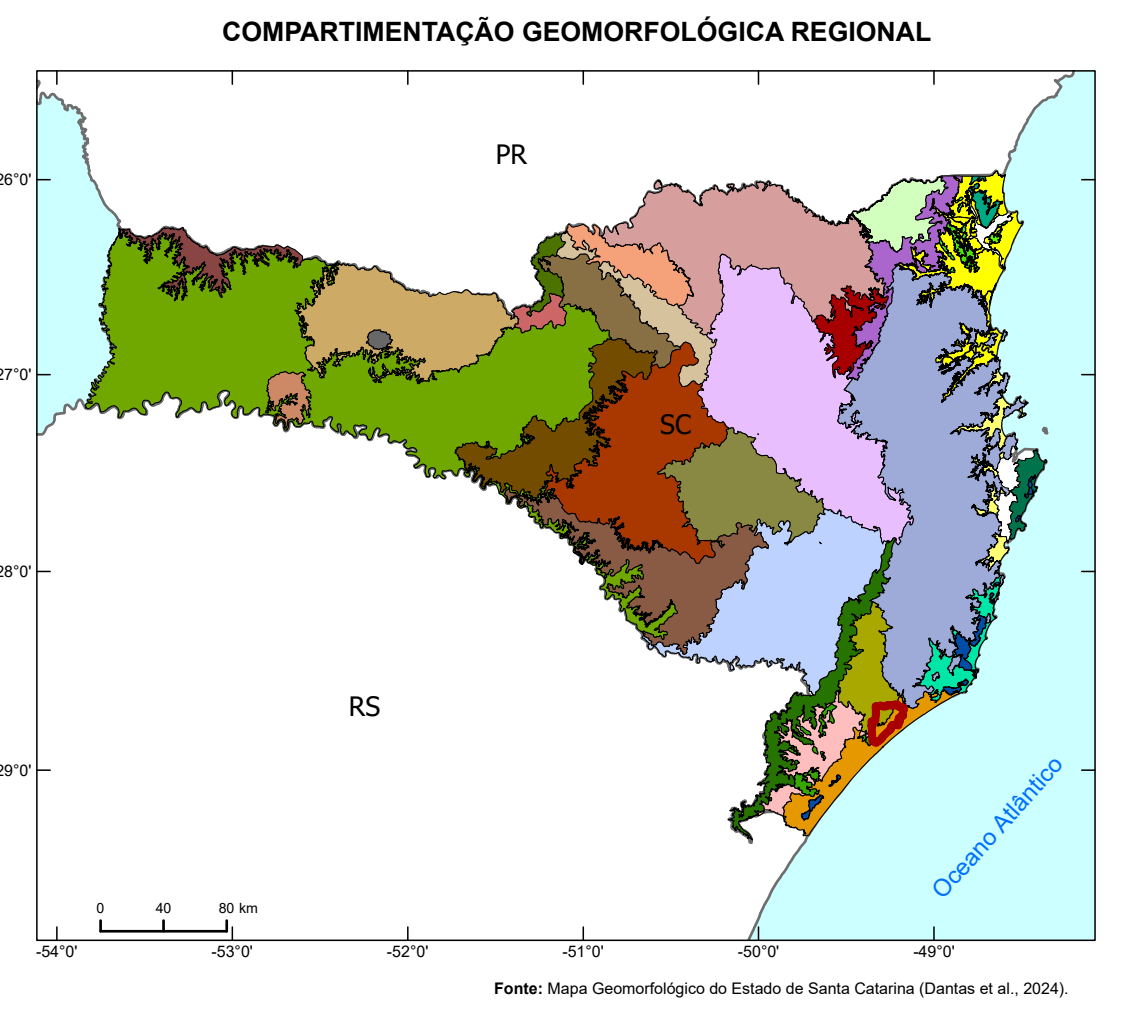 COMPARTIMENTAÇÃO GEOMORFOLÓGICA REGIONAL
PR
26°0'
27°0'
SC
28°0'
RS
29°0'
Oceano Atlântico
0 40 80 km
-54°0' -53°0' -52°0' -51°0' -50°0' -49°0'
Fonte: Mapa Geomorfológico do Estado de Santa Catarina (Dantas et al., 2024).